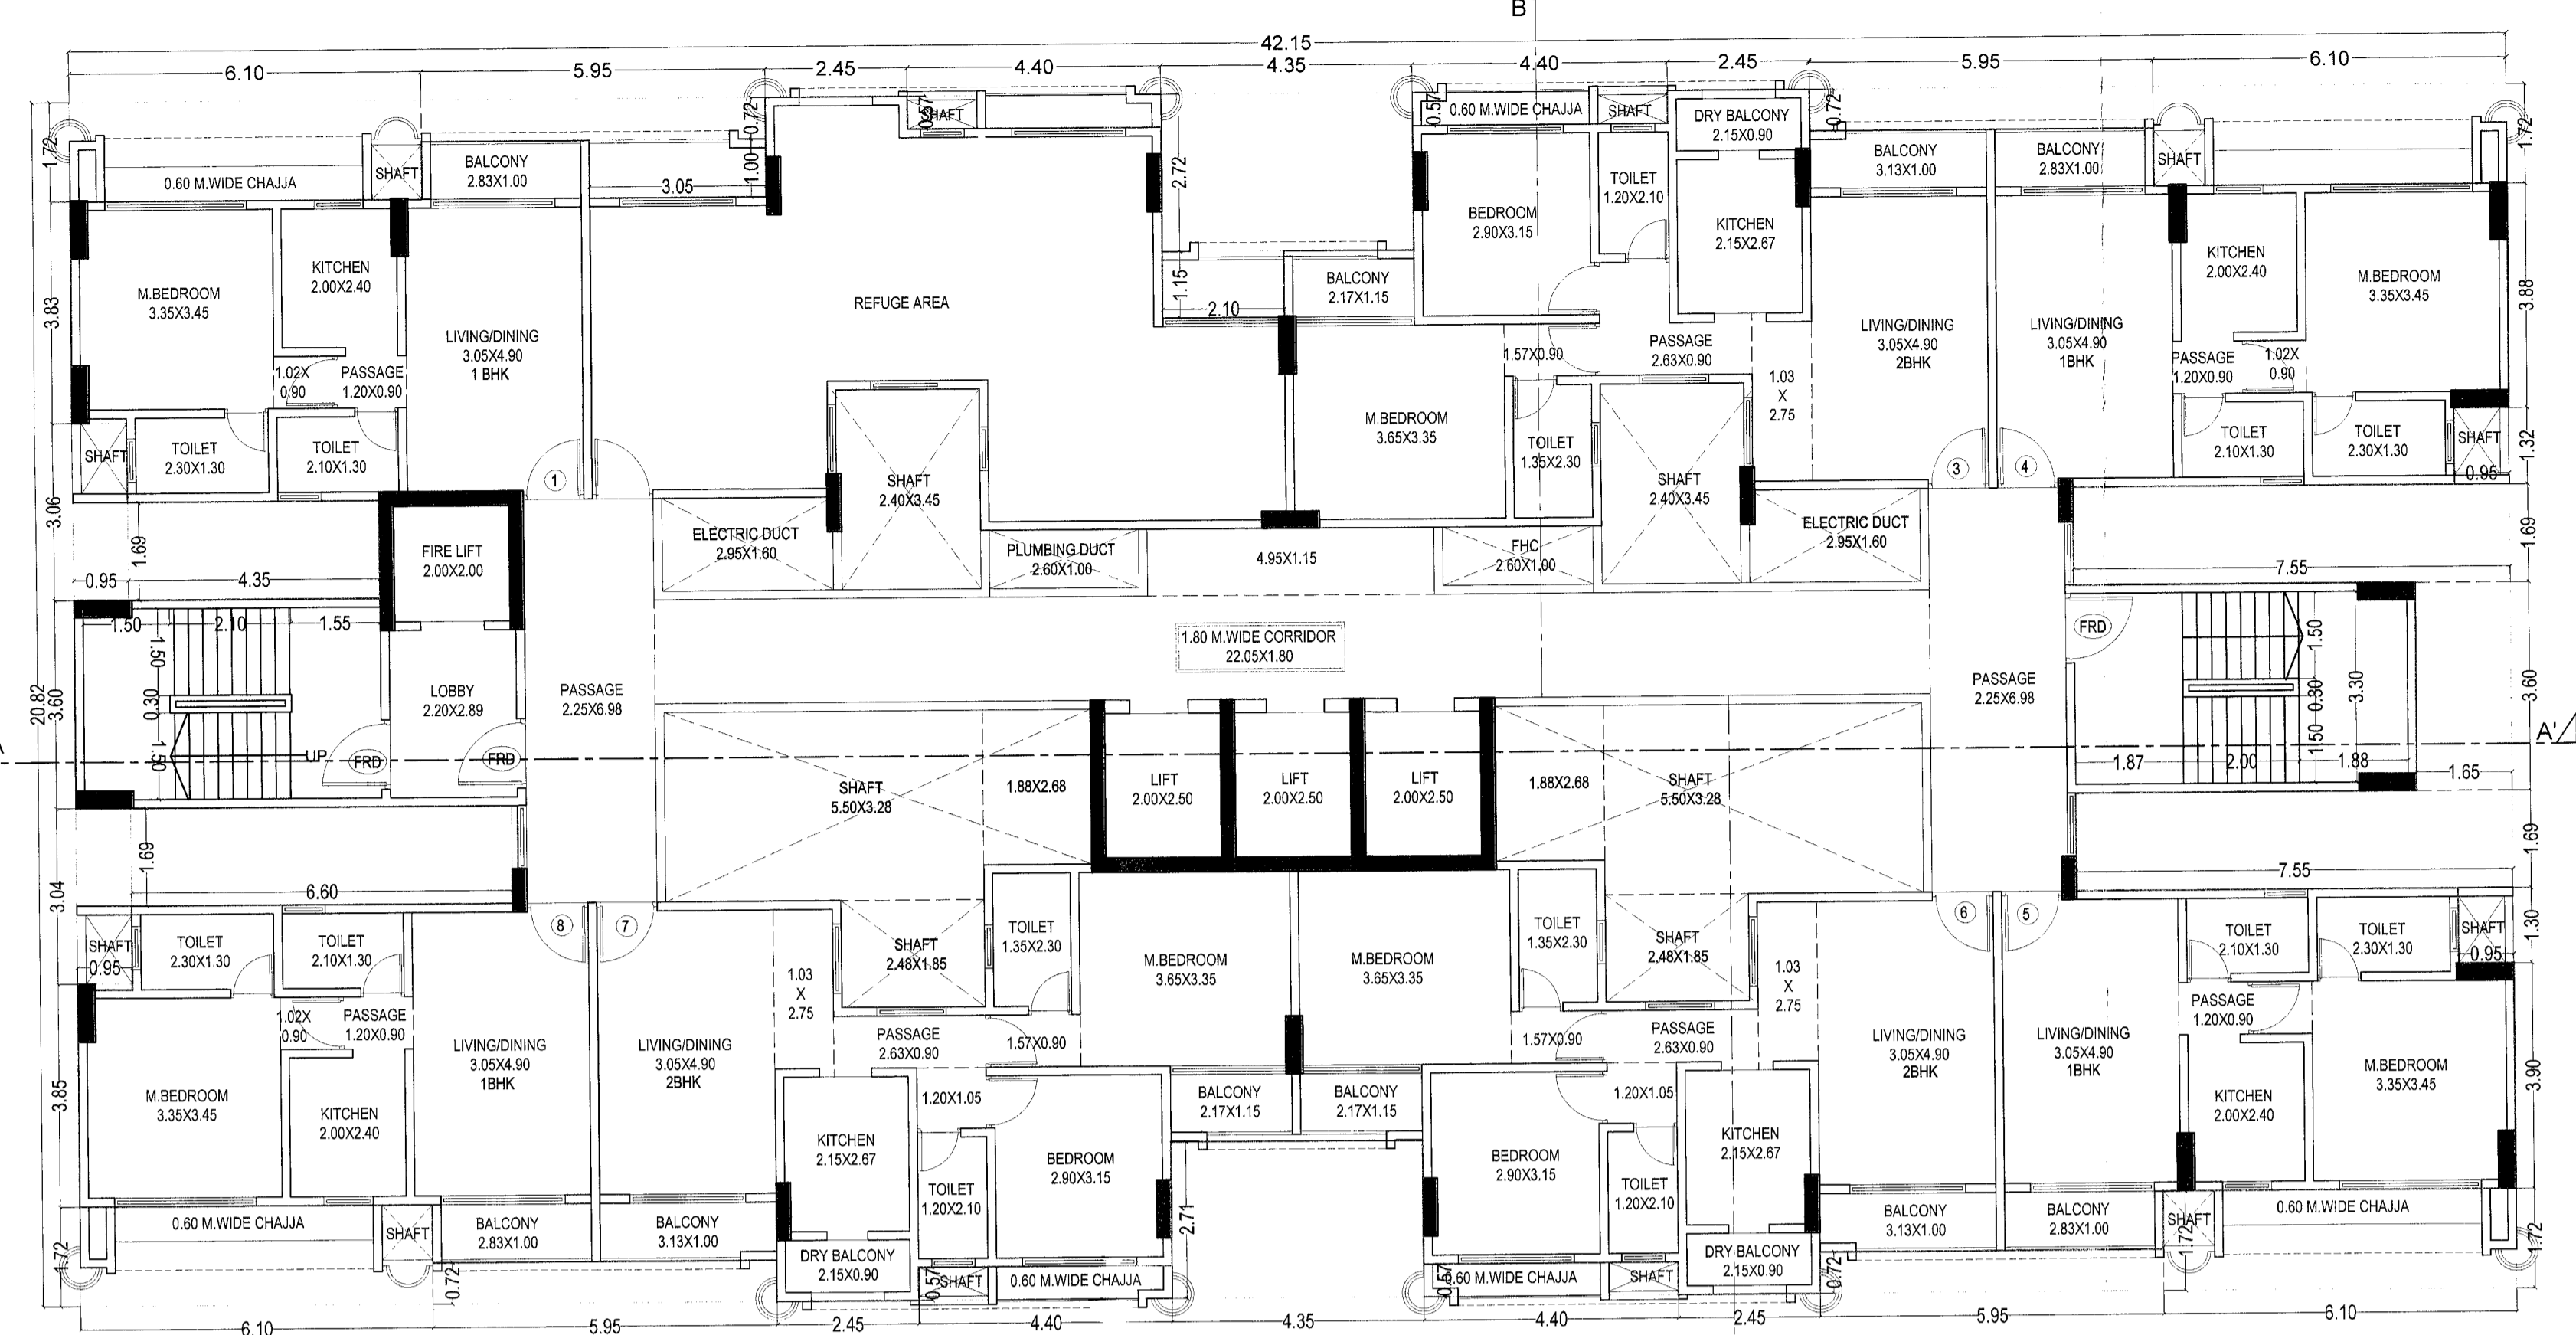 B
42.15
6.10
5.95
2.45
4.40
4.35
4.40
2.45
5.95
6.10
1.72
0.60 M.WIDE CHAJJA
SHAFT
BALCONY
2.83X1.00
3.05
0.72
1.00
0.57
SHAFT
2.72
0.57
0.60 M.WIDE CHAJJA
SHAFT
DRY BALCONY
2.15X0.90
0.72
BALCONY
3.13X1.00
BALCONY
2.83X1.00
SHAFT
1.72
M.BEDROOM
3.35X3.45
KITCHEN
2.00X2.40
LIVING/DINING
3.05X4.90
1 BHK
REFUGE AREA
1.15
2.10
BALCONY
2.17X1.15
BEDROOM
2.90X3.15
TOILET
1.20X2.10
KITCHEN
2.15X2.67
LIVING/DINING
3.05X4.90
2BHK
LIVING/DINING
3.05X4.90
1BHK
KITCHEN
2.00X2.40
M.BEDROOM
3.35X3.45
3.83
3.88
1.02X
0.90
PASSAGE
1.20X0.90
1.57X0.90
PASSAGE
2.63X0.90
1.03
X
2.75
PASSAGE
1.20X0.90
1.02X
0.90
SHAFT
TOILET
2.30X1.30
TOILET
2.10X1.30
1
SHAFT
2.40X3.45
M.BEDROOM
3.65X3.35
TOILET
1.35X2.30
SHAFT
2.40X3.45
3
4
TOILET
2.10X1.30
TOILET
2.30X1.30
SHAFT
0.95
1.32
3.06
1.69
0.95
4.35
FIRE LIFT
2.00X2.00
ELECTRIC DUCT
2.95X1.60
PLUMBING DUCT
2.60X1.00
4.95X1.15
FHC
2.60X1.00
ELECTRIC DUCT
2.95X1.60
7.55
1.69
20.82
3.60
1.50
2.10
1.55
1.50
0.30
1.50
UP
FRD
LOBBY
2.20X2.89
FRD
PASSAGE
2.25X6.98
1.80 M.WIDE CORRIDOR
22.05X1.80
PASSAGE
2.25X6.98
FRD
1.50
0.30
1.50
3.30
3.60
1.87
2.00
1.88
1.65
A'
SHAFT
5.50X3.28
1.88X2.68
LIFT
2.00X2.50
LIFT
2.00X2.50
LIFT
2.00X2.50
1.88X2.68
SHAFT
5.50X3.28
1.69
6.60
3.04
7.55
1.69
SHAFT
0.95
TOILET
2.30X1.30
TOILET
2.10X1.30
8
7
SHAFT
2.48X1.85
TOILET
1.35X2.30
M.BEDROOM
3.65X3.35
M.BEDROOM
3.65X3.35
TOILET
1.35X2.30
SHAFT
2.48X1.85
6
5
TOILET
2.10X1.30
TOILET
2.30X1.30
SHAFT
0.95
1.30
1.02X
0.90
PASSAGE
1.20X0.90
1.03
X
2.75
PASSAGE
2.63X0.90
1.57X0.90
1.57X0.90
PASSAGE
2.63X0.90
1.03
X
2.75
PASSAGE
1.20X0.90
3.85
M.BEDROOM
3.35X3.45
KITCHEN
2.00X2.40
LIVING/DINING
3.05X4.90
1BHK
LIVING/DINING
3.05X4.90
2BHK
KITCHEN
2.15X2.67
1.20X1.05
TOILET
1.20X2.10
BEDROOM
2.90X3.15
BALCONY
2.17X1.15
BALCONY
2.17X1.15
BEDROOM
2.90X3.15
1.20X1.05
TOILET
1.20X2.10
KITCHEN
2.15X2.67
LIVING/DINING
3.05X4.90
2BHK
LIVING/DINING
3.05X4.90
1BHK
KITCHEN
2.00X2.40
M.BEDROOM
3.35X3.45
3.90
1.72
0.60 M.WIDE CHAJJA
SHAFT
BALCONY
2.83X1.00
BALCONY
3.13X1.00
0.72
DRY BALCONY
2.15X0.90
0.57
SHAFT
0.60 M.WIDE CHAJJA
2.71
0.57
0.60 M.WIDE CHAJJA
SHAFT
DRY BALCONY
2.15X0.90
0.72
BALCONY
3.13X1.00
BALCONY
2.83X1.00
SHAFT
1.72
0.60 M.WIDE CHAJJA
1.72
6.10
5.95
2.45
4.40
4.35
4.40
2.45
5.95
6.10